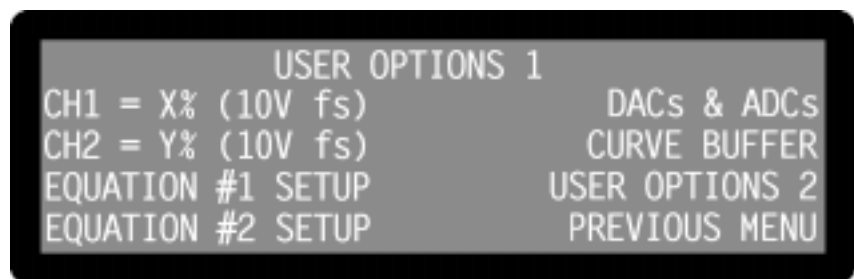 USER OPTIONS 1
CH1 = X% (10V fs) DACs & ADCs
CH2 = Y% (10V fs) CURVE BUFFER
EQUATION #1 SETUP USER OPTIONS 2
EQUATION #2 SETUP PREVIOUS MENU